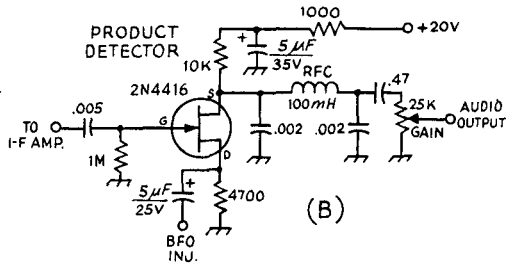 PRODUCT
DETECTOR
1000
+20V
+
5µF
35V
10K
RFC
100mH
.47
2N4416
S
.005
G
TO
I-F AMP.
1M
.002
.002
25K
GAIN
AUDIO
OUTPUT
D
5µF
25V
+
4700
BFO
INJ.
(B)